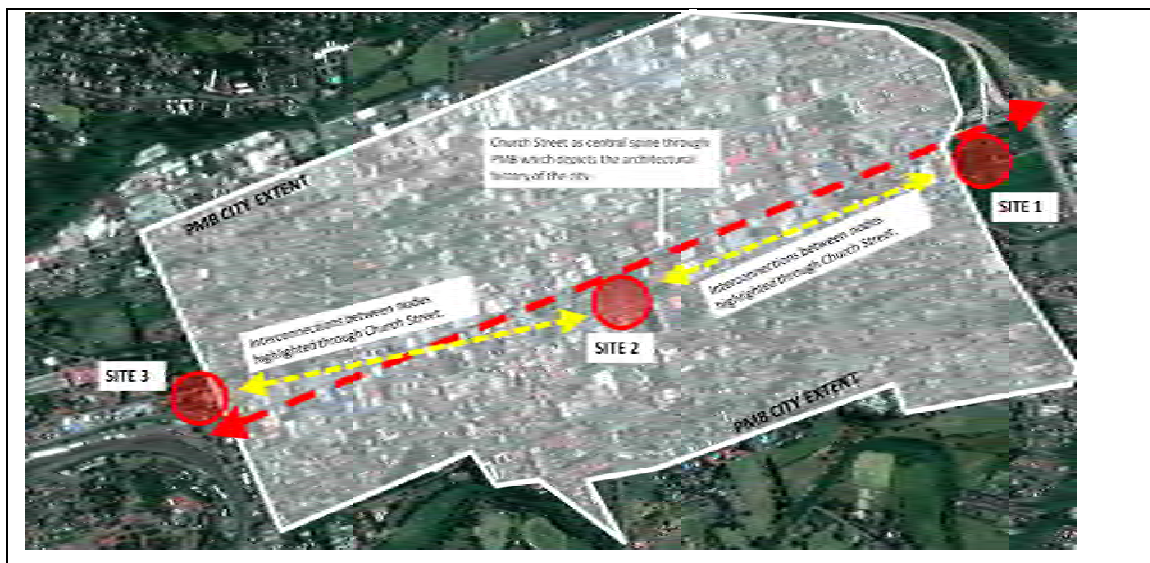 Church Street as central spine through
PMB which depicts the architectural
history of the city.
PMB CITY EXTENT
SITE 1
Interconnections between nodes
highlighted through Church Street.
Interconnections between nodes
highlighted through Church Street.
SITE 2
SITE 3
PMB CITY EXTENT